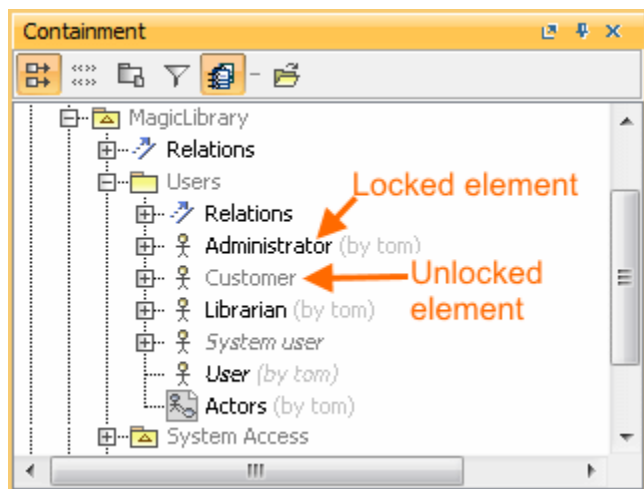 Containment
MagicLibrary
Relations
Users
Locked element
Relations
Administrator (by tom)
Customer
Unlocked
element
Librarian (by tom)
System user
User (by tom)
Actors (by tom)
System Access